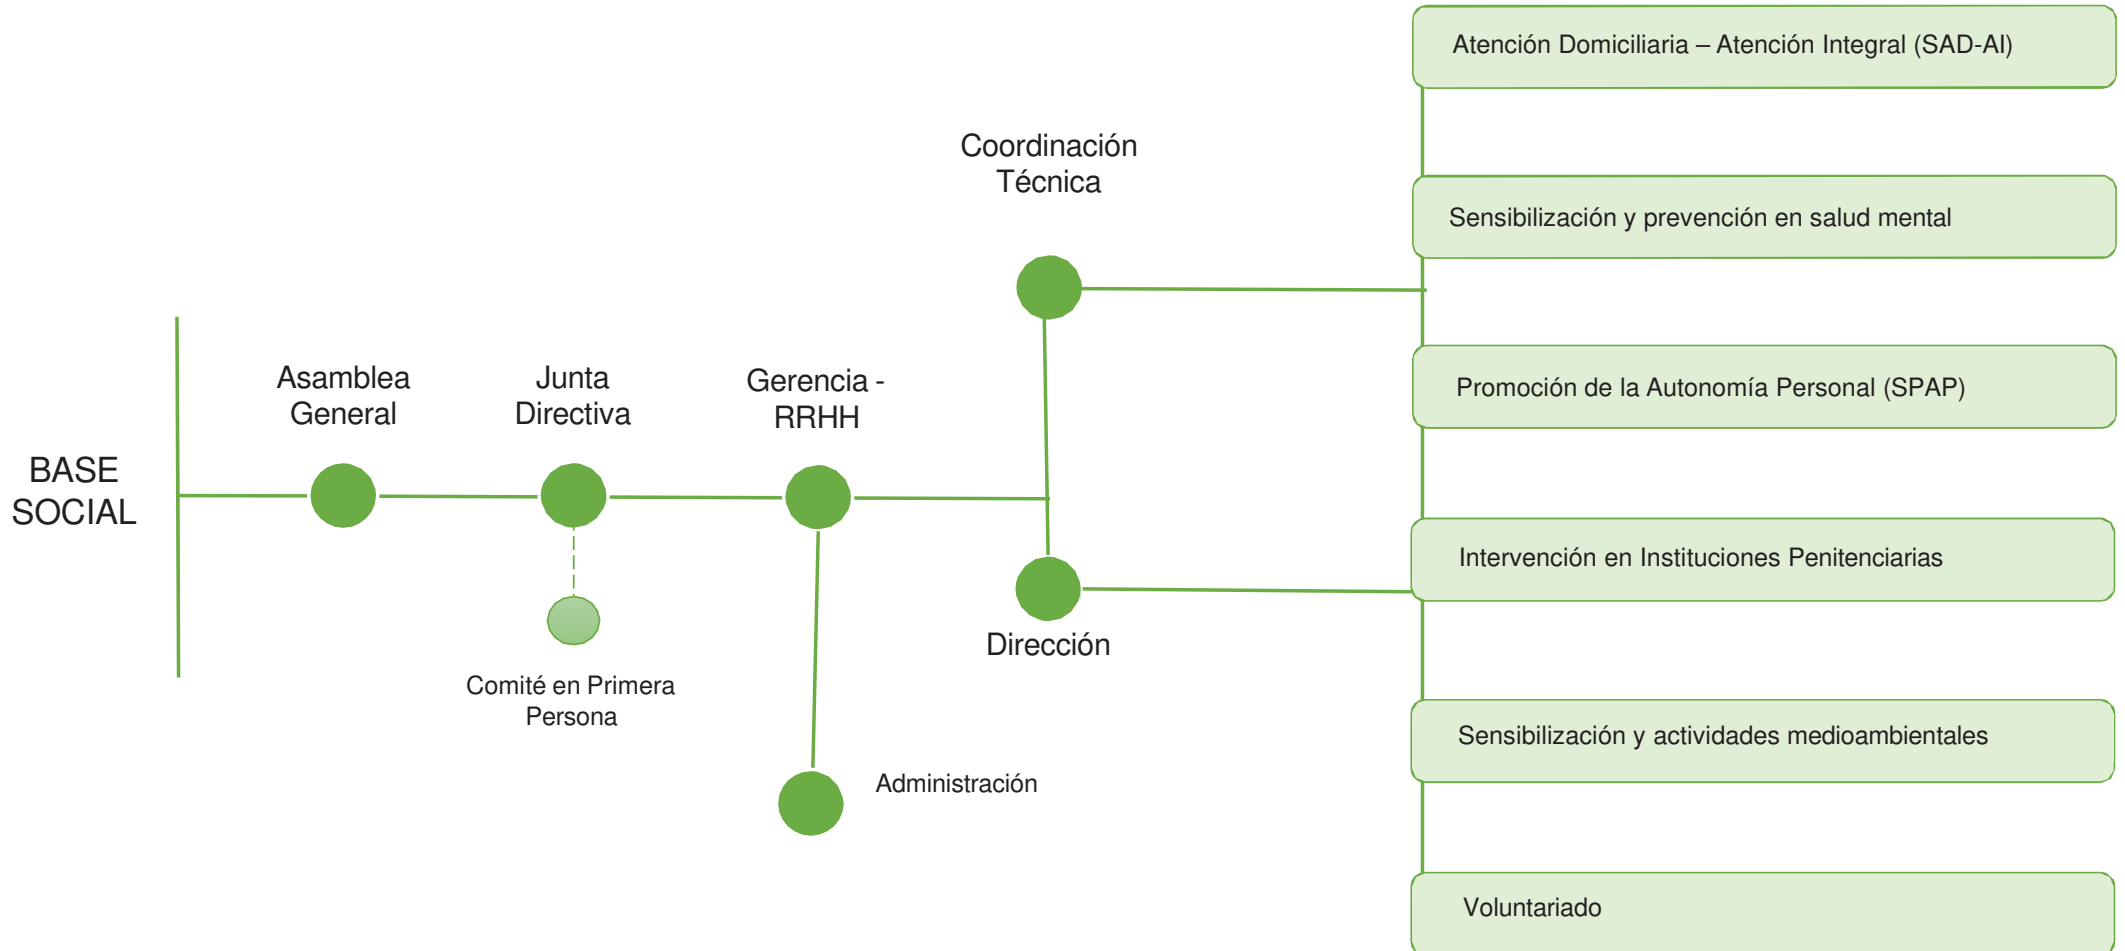 BASE
SOCIAL
Asamblea
General
Junta
Directiva
Comité en Primera
Persona
Gerencia -
RRHH
Administración
Coordinación
Técnica
Dirección
Atención Domiciliaria – Atención Integral (SAD-AI)
Sensibilización y prevención en salud mental
Promoción de la Autonomía Personal (SPAP)
Intervención en Instituciones Penitenciarias
Sensibilización y actividades medioambientales
Voluntariado